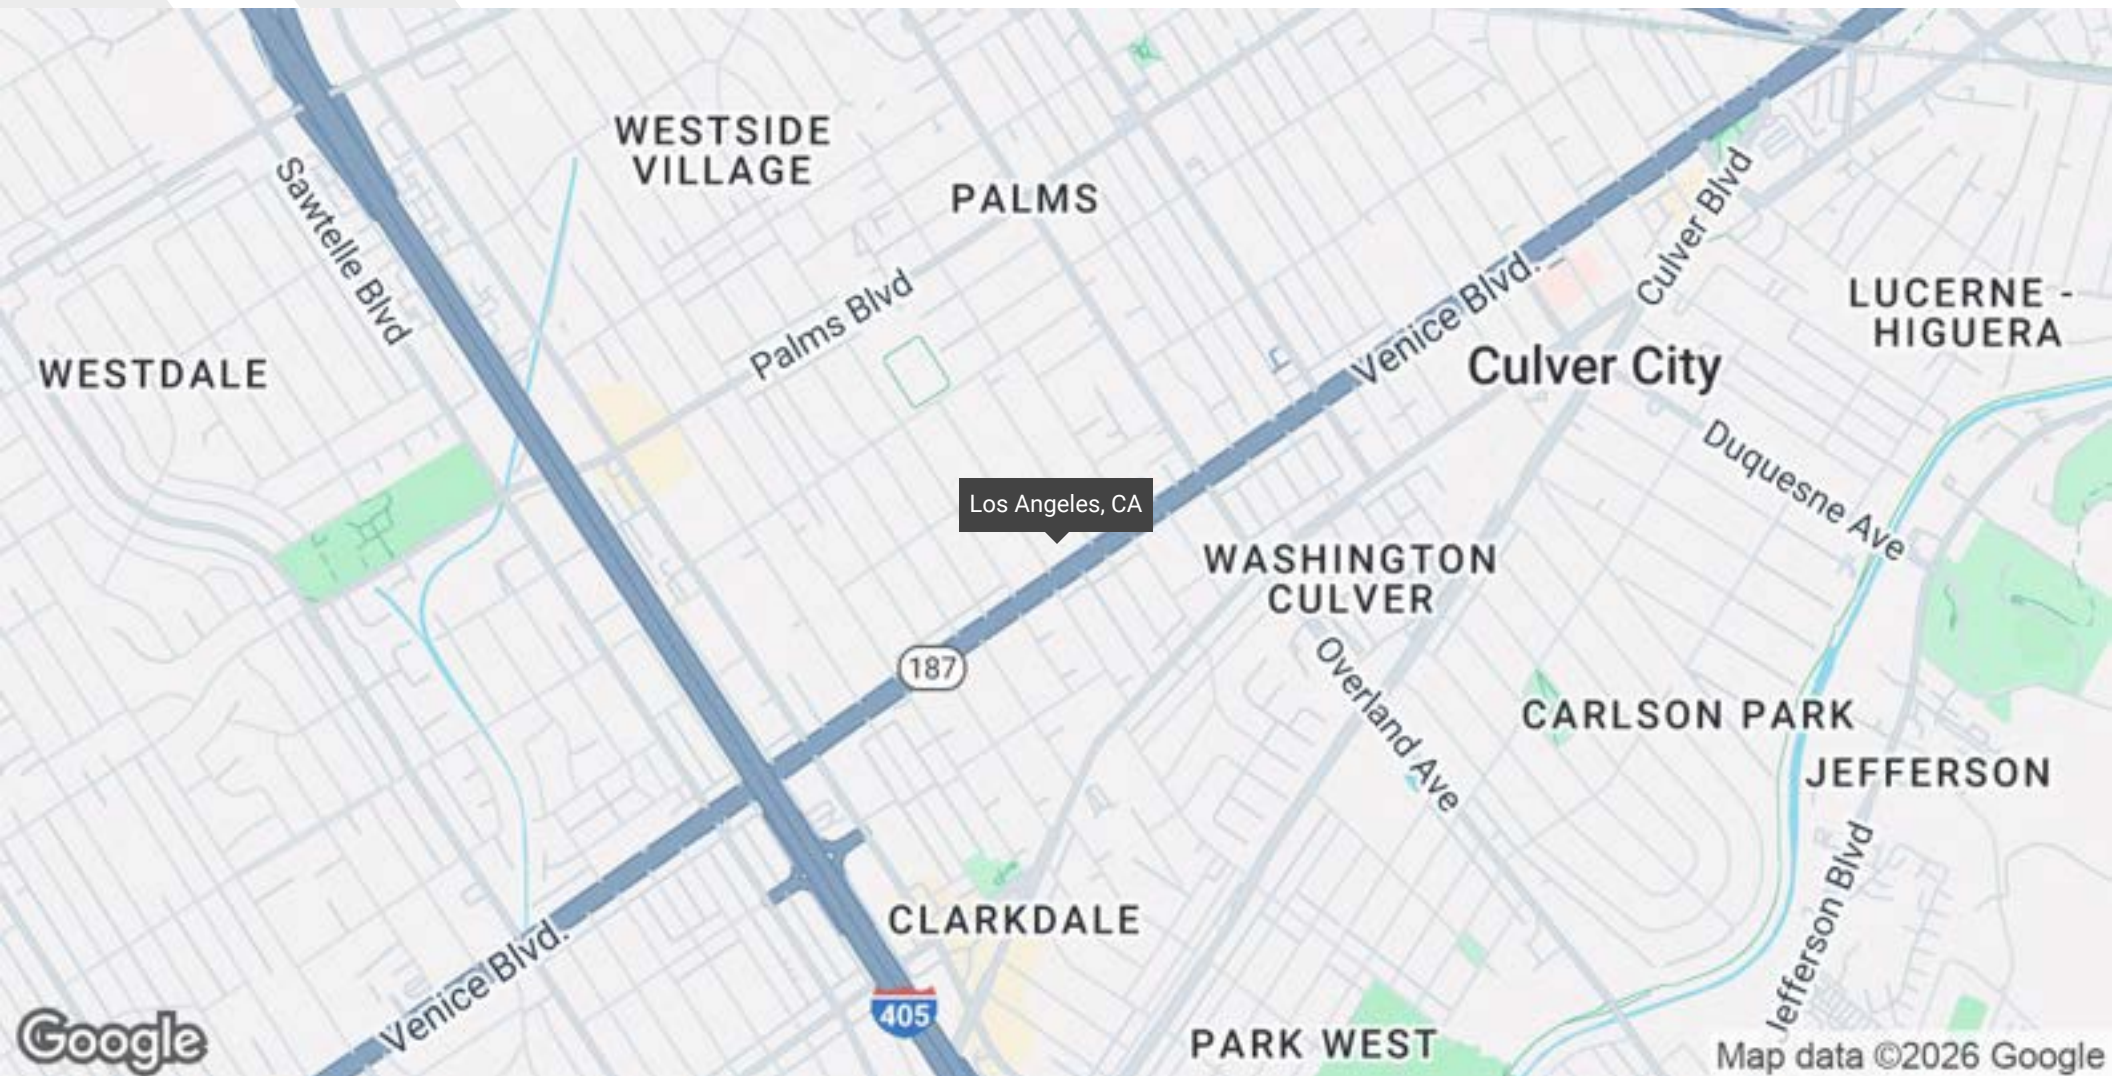 WESTSIDE
VILLAGE
PALMS
Sawtelle Blvd
Culver Blvd
Palms Blvd
Venice Blvd.
LUCERNE -
HIGUERA
WESTDALE
Culver City
Duquesne Ave
Los Angeles, CA
WASHINGTON
CULVER
187
Overland Ave
CARLSON PARK
JEFFERSON
CLARKDALE
Jefferson Blvd
Venice Blvd.
405
PARK WEST
Google
Map data ©2026 Google